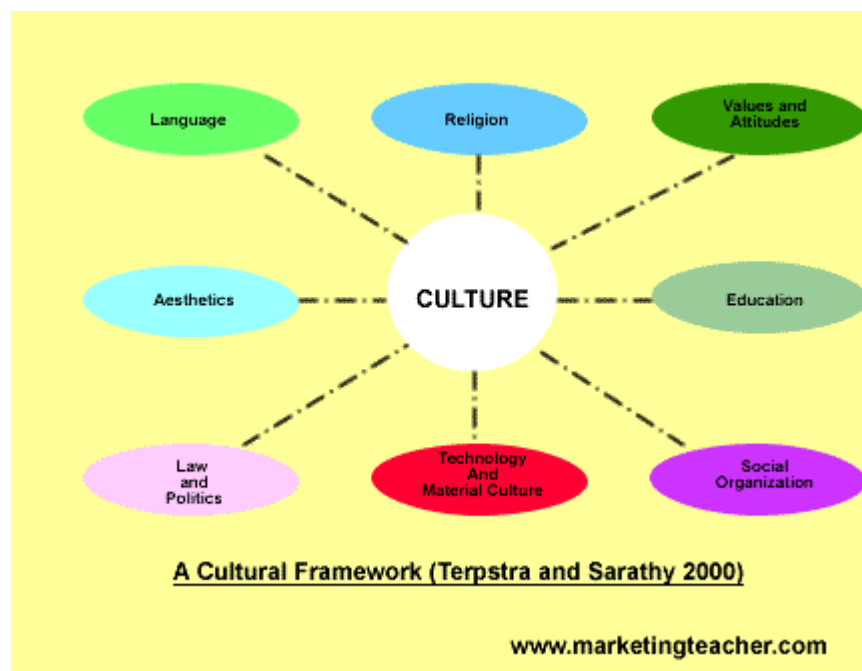 Language
Religion
Values and
Attitudes
Aesthetics
CULTURE
Education
Law
and
Politics
Technology
And
Material Culture
Social
Organization
A Cultural Framework (Terpstra and Sarathy 2000)
www.marketingteacher.com